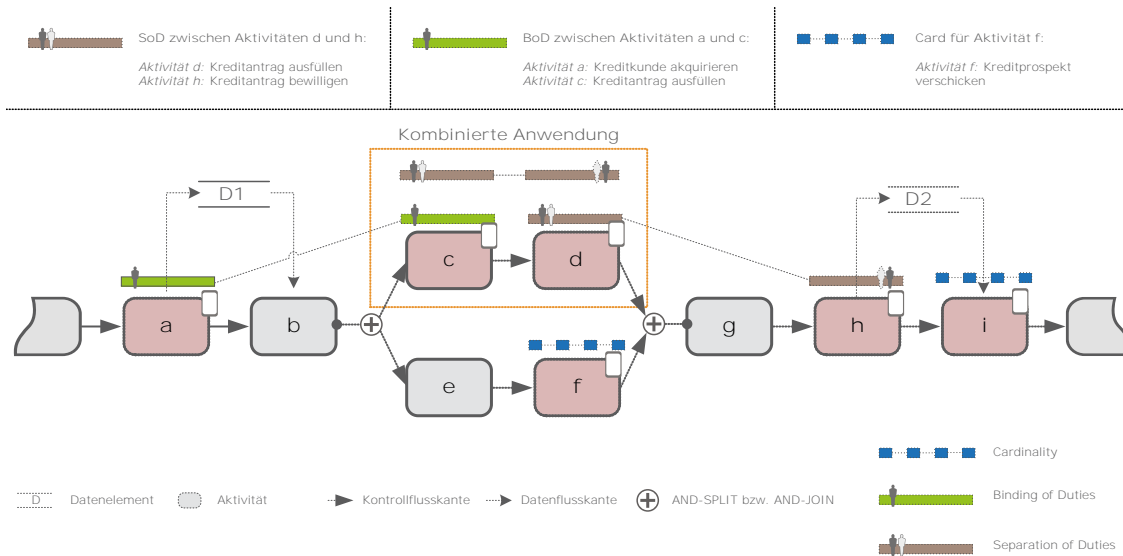 SoD zwischen Aktivitäten d und h:
Aktivität d: Kreditantrag ausfüllen
Aktivität h: Kreditantrag bewilligen
BoD zwischen Aktivitäten a und c:
Aktivität a: Kreditkunde akquirieren
Aktivität c: Kreditantrag ausfüllen
Card für Aktivität f:
Aktivität f: Kreditprospekt
verschicken
Kombinierte Anwendung
D1
D2
c
d
a
b
g
h
i
e
f
Cardinality
D
Datenelement
Aktivität
Kontrollflusskante
Datenflusskante
AND-SPLIT bzw. AND-JOIN
Binding of Duties
Separation of Duties